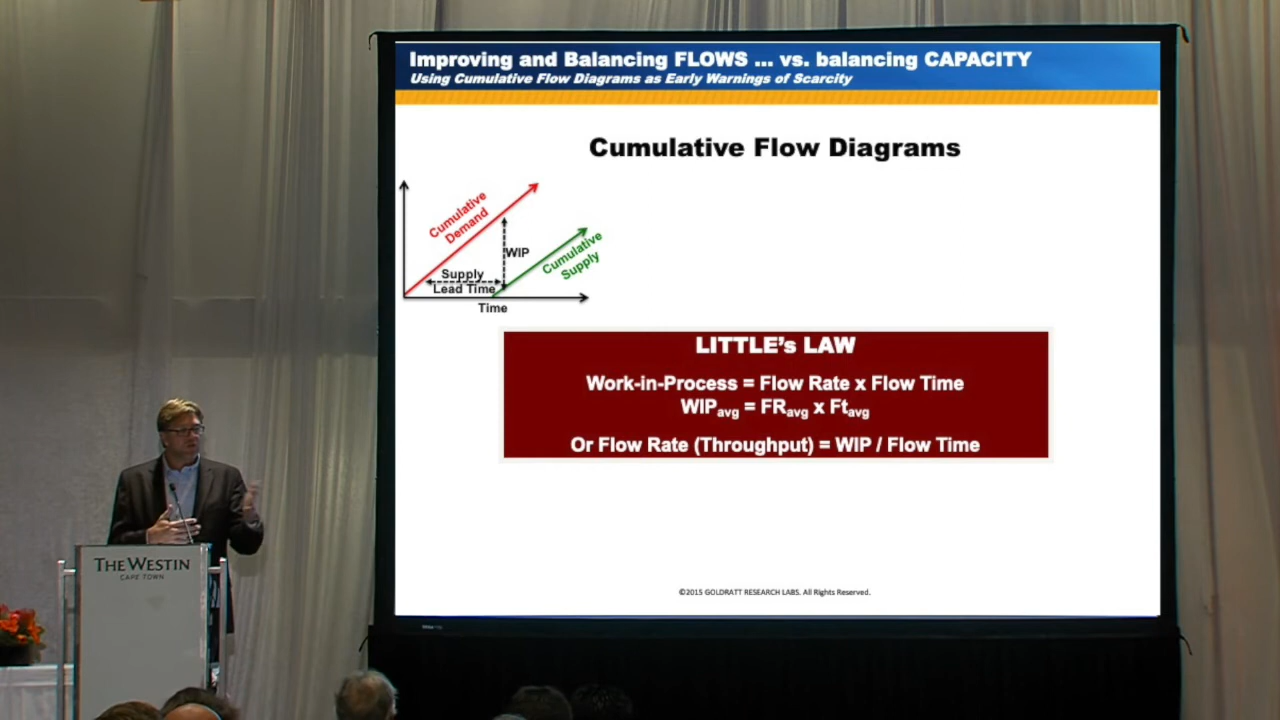 Improving and Balancing FLOWS ... vs. balancing CAPACITY
Using Cumulative Flow Diagrams as Early Warnings of Scarcity
Cumulative Flow Diagrams
Cumulative
Demand
WIP
Cumulative
Supply
Supply
Lead Time
Time
LITTLE's LAW
Work-in-Process = Flow Rate x Flow Time
WIPavg = FRavg x Ftavg
Or Flow Rate (Throughput) = WIP / Flow Time
©2015 GOLDRATT RESEARCH LABS. All Rights Reserved.
THE WESTIN
CAPE TOWN